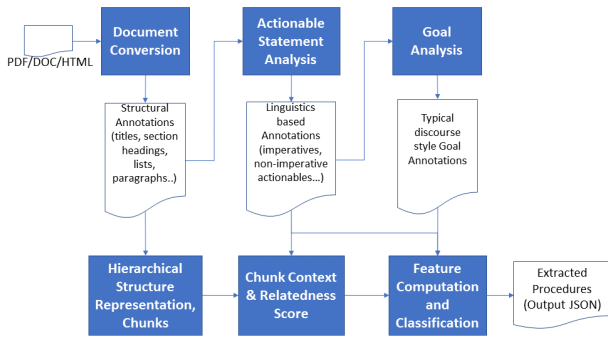 PDF/DOC/HTML
Document
Conversion
Actionable
Statement
Analysis
Goal
Analysis
Structural
Annotations
(titles, section
headings,
lists,
paragraphs..)
Linguistics
based Annotations
(imperatives,
non-imperative
actionables...)
Typical
discourse
style Goal
Annotations
Hierarchical
Structure
Representation,
Chunks
Chunk Context
& Relatedness
Score
Feature
Computation
and
Classification
Extracted
Procedures
(Output JSON)